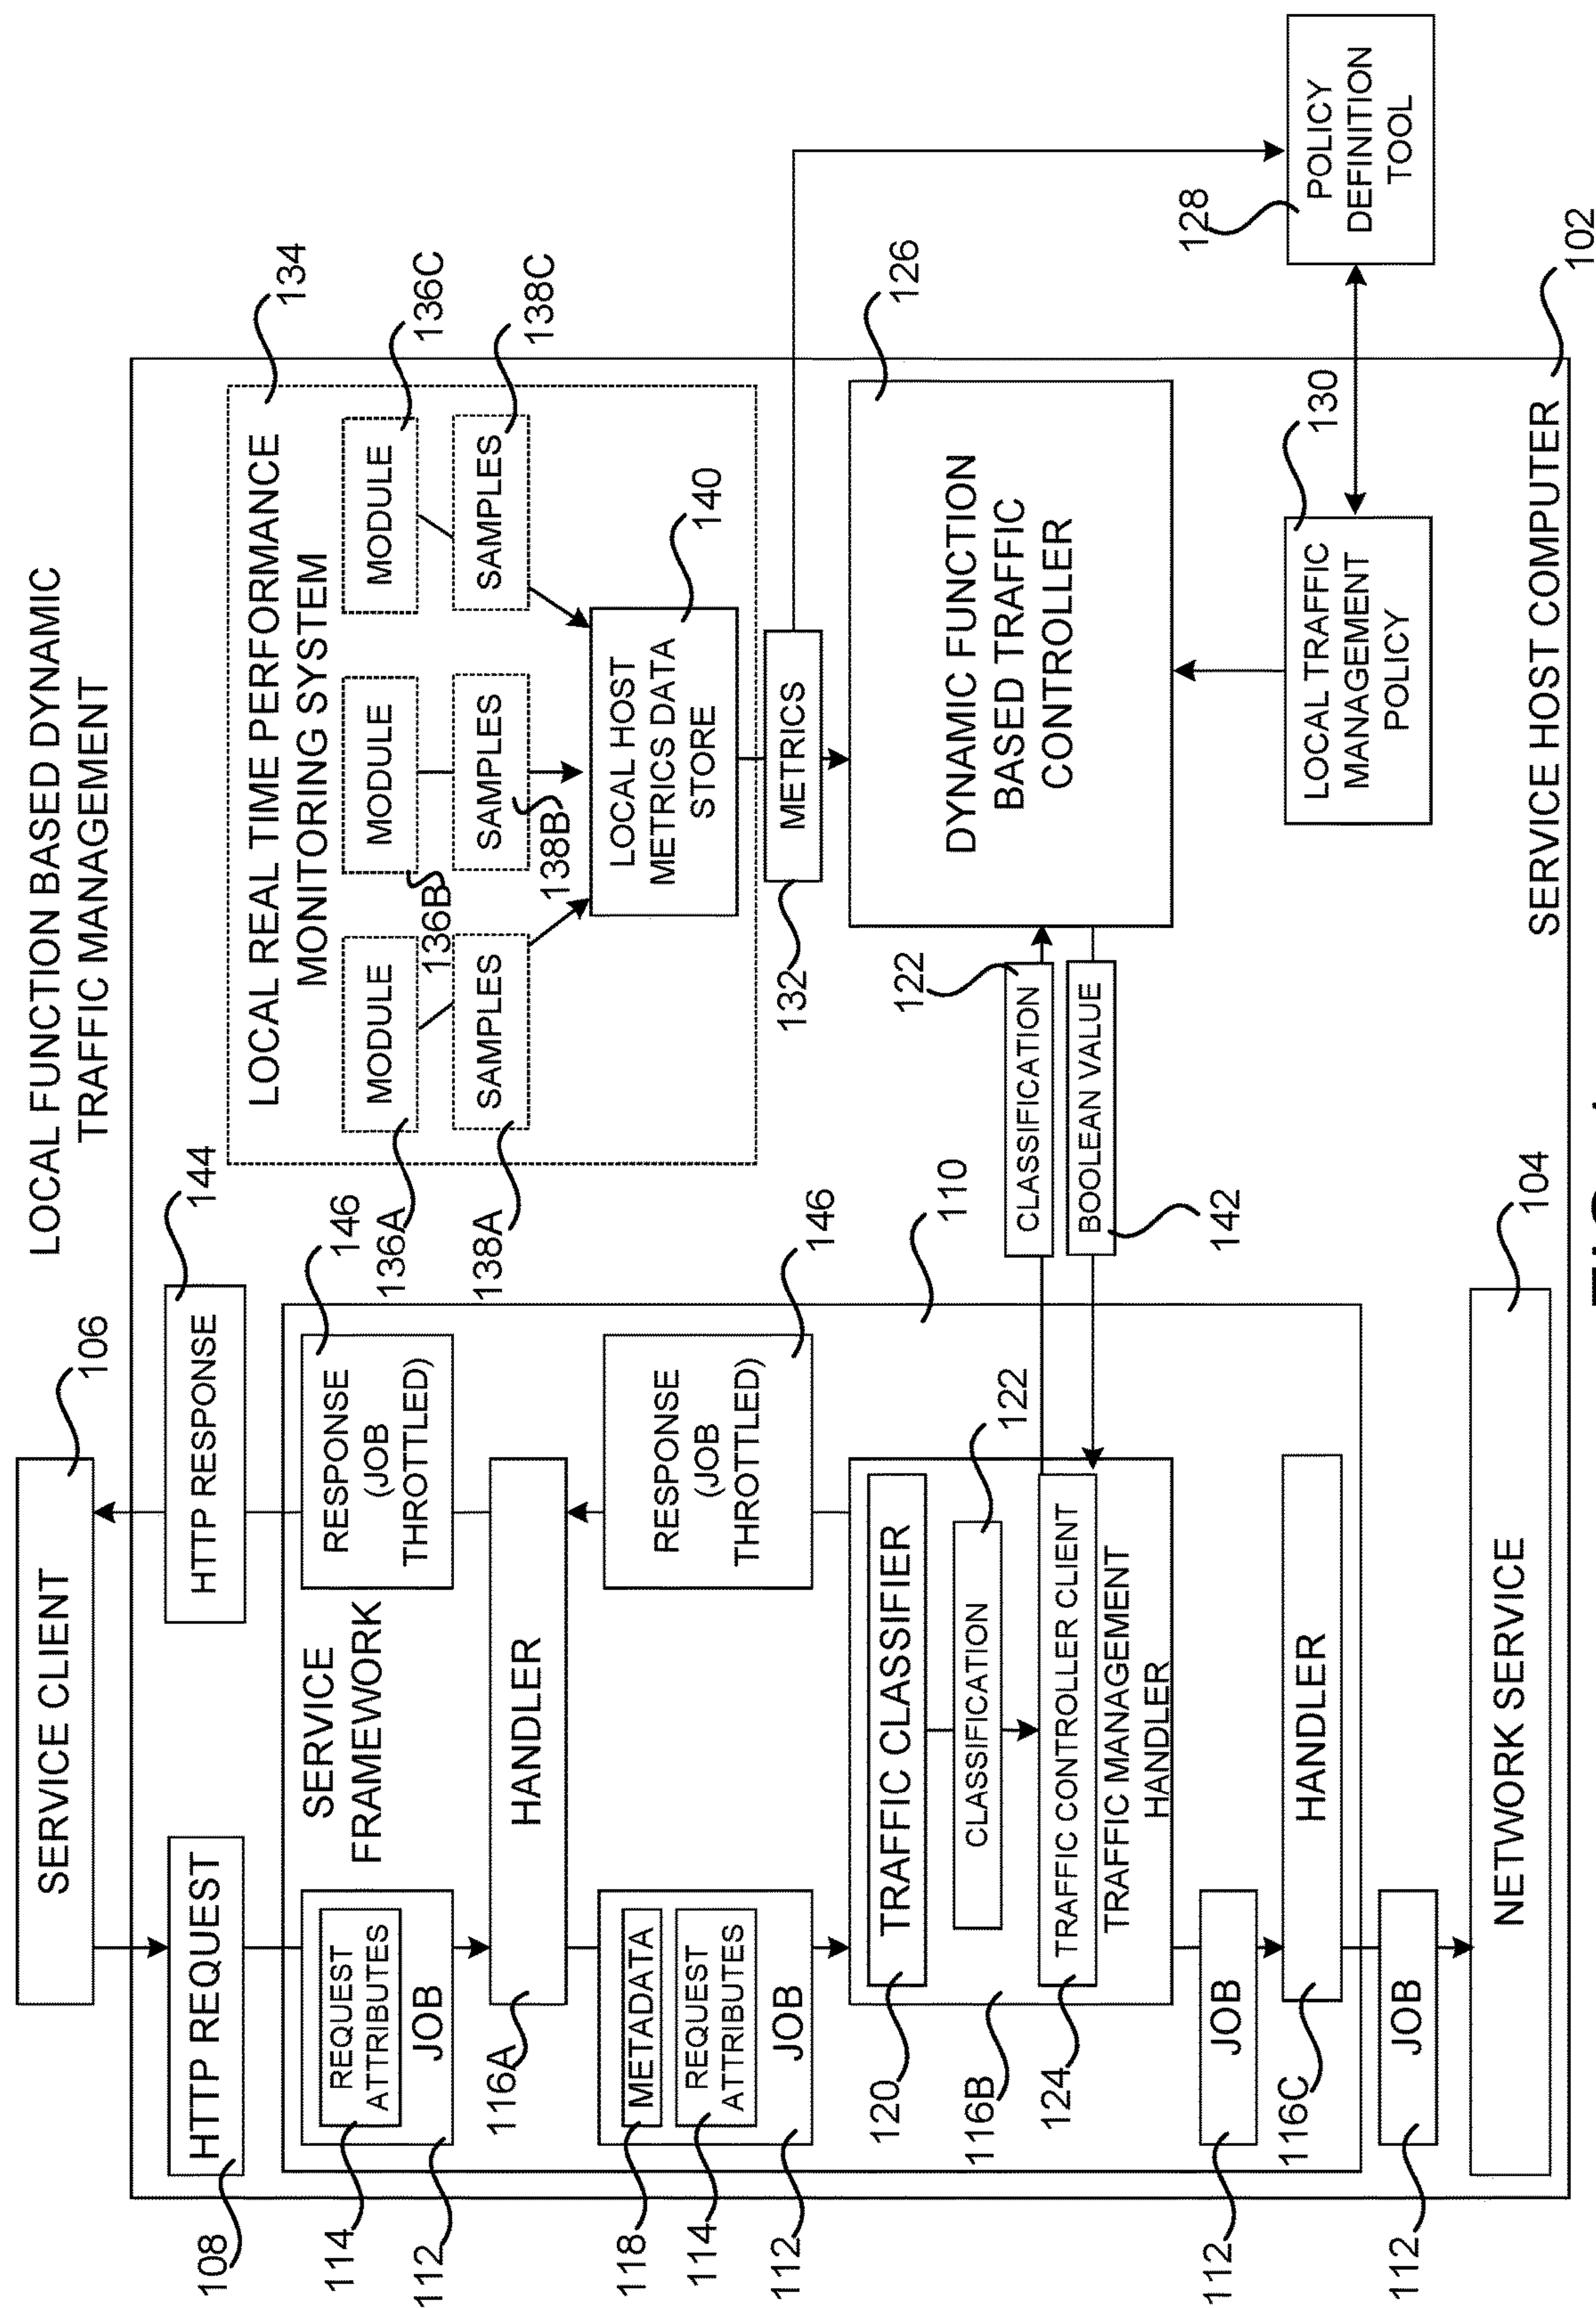 LOCAL FUNCTION BASED DYNAMIC
TRAFFIC MANAGEMENT
SERVICE CLIENT
106
HTTP REQUEST
108
HTTP RESPONSE
144
SERVICE
FRAMEWORK
110
REQUEST
ATTRIBUTES
JOB
114
112
RESPONSE
(JOB
THROTTLED)
146
HANDLER
116A
METADATA
REQUEST
ATTRIBUTES
JOB
118
114
112
RESPONSE
(JOB
THROTTLED)
146
TRAFFIC CLASSIFIER
120
CLASSIFICATION
122
TRAFFIC CONTROLLER CLIENT
124
TRAFFIC MANAGEMENT
HANDLER
116B
JOB
112
HANDLER
116C
JOB
112
NETWORK SERVICE
104
LOCAL REAL TIME PERFORMANCE
MONITORING SYSTEM
134
MODULE
136A
MODULE
136B
MODULE
136C
SAMPLES
138A
SAMPLES
138B
SAMPLES
138C
LOCAL HOST
METRICS DATA
STORE
140
METRICS
132
CLASSIFICATION
122
BOOLEAN VALUE
142
DYNAMIC FUNCTION
BASED TRAFFIC
CONTROLLER
126
LOCAL TRAFFIC
MANAGEMENT
POLICY
130
POLICY
DEFINITION
TOOL
128
SERVICE HOST COMPUTER
102